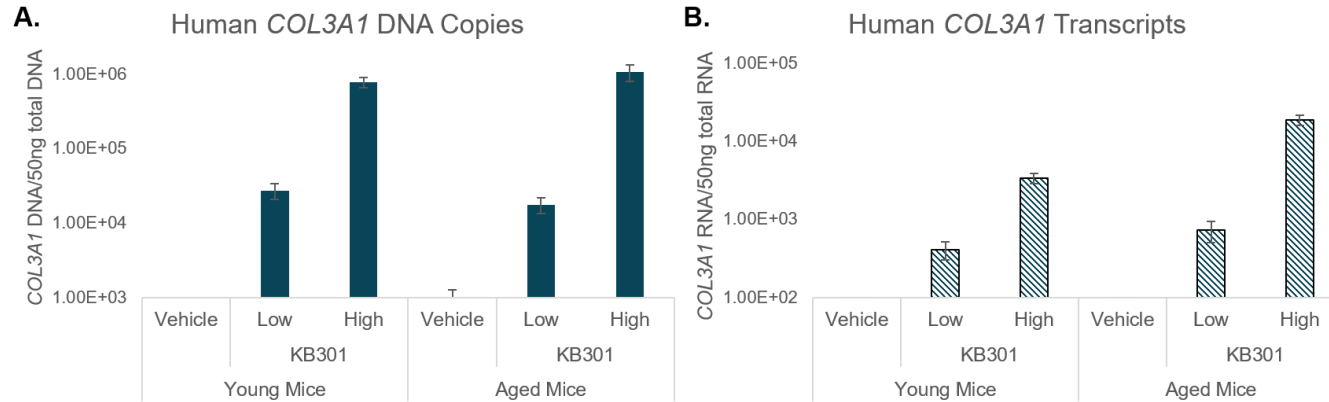 A.
Human COL3A1 DNA Copies
COL3A1 DNA/50ng total DNA
1.00E+06
1.00E+05
1.00E+04
1.00E+03
Vehicle
Low
High
Vehicle
Low
High
KB301
KB301
Young Mice
Aged Mice
B.
Human COL3A1 Transcripts
COL3A1 RNA/50ng total RNA
1.00E+05
1.00E+04
1.00E+03
1.00E+02
Vehicle
Low
High
Vehicle
Low
High
KB301
KB301
Young Mice
Aged Mice